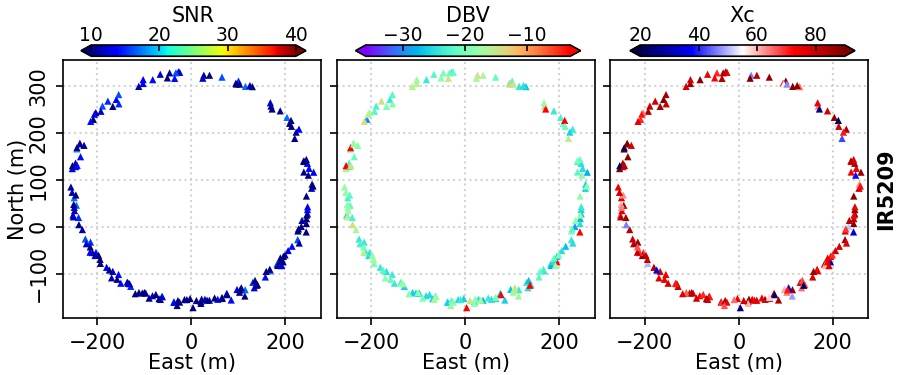 SNR DBV Xc
10 20 30 40 −30 −20 −10 20 40 60 80
300
200
100
0
−100
North (m)
IR5209
−200 0 200 −200 0 200 −200 0 200
East (m) East (m) East (m)